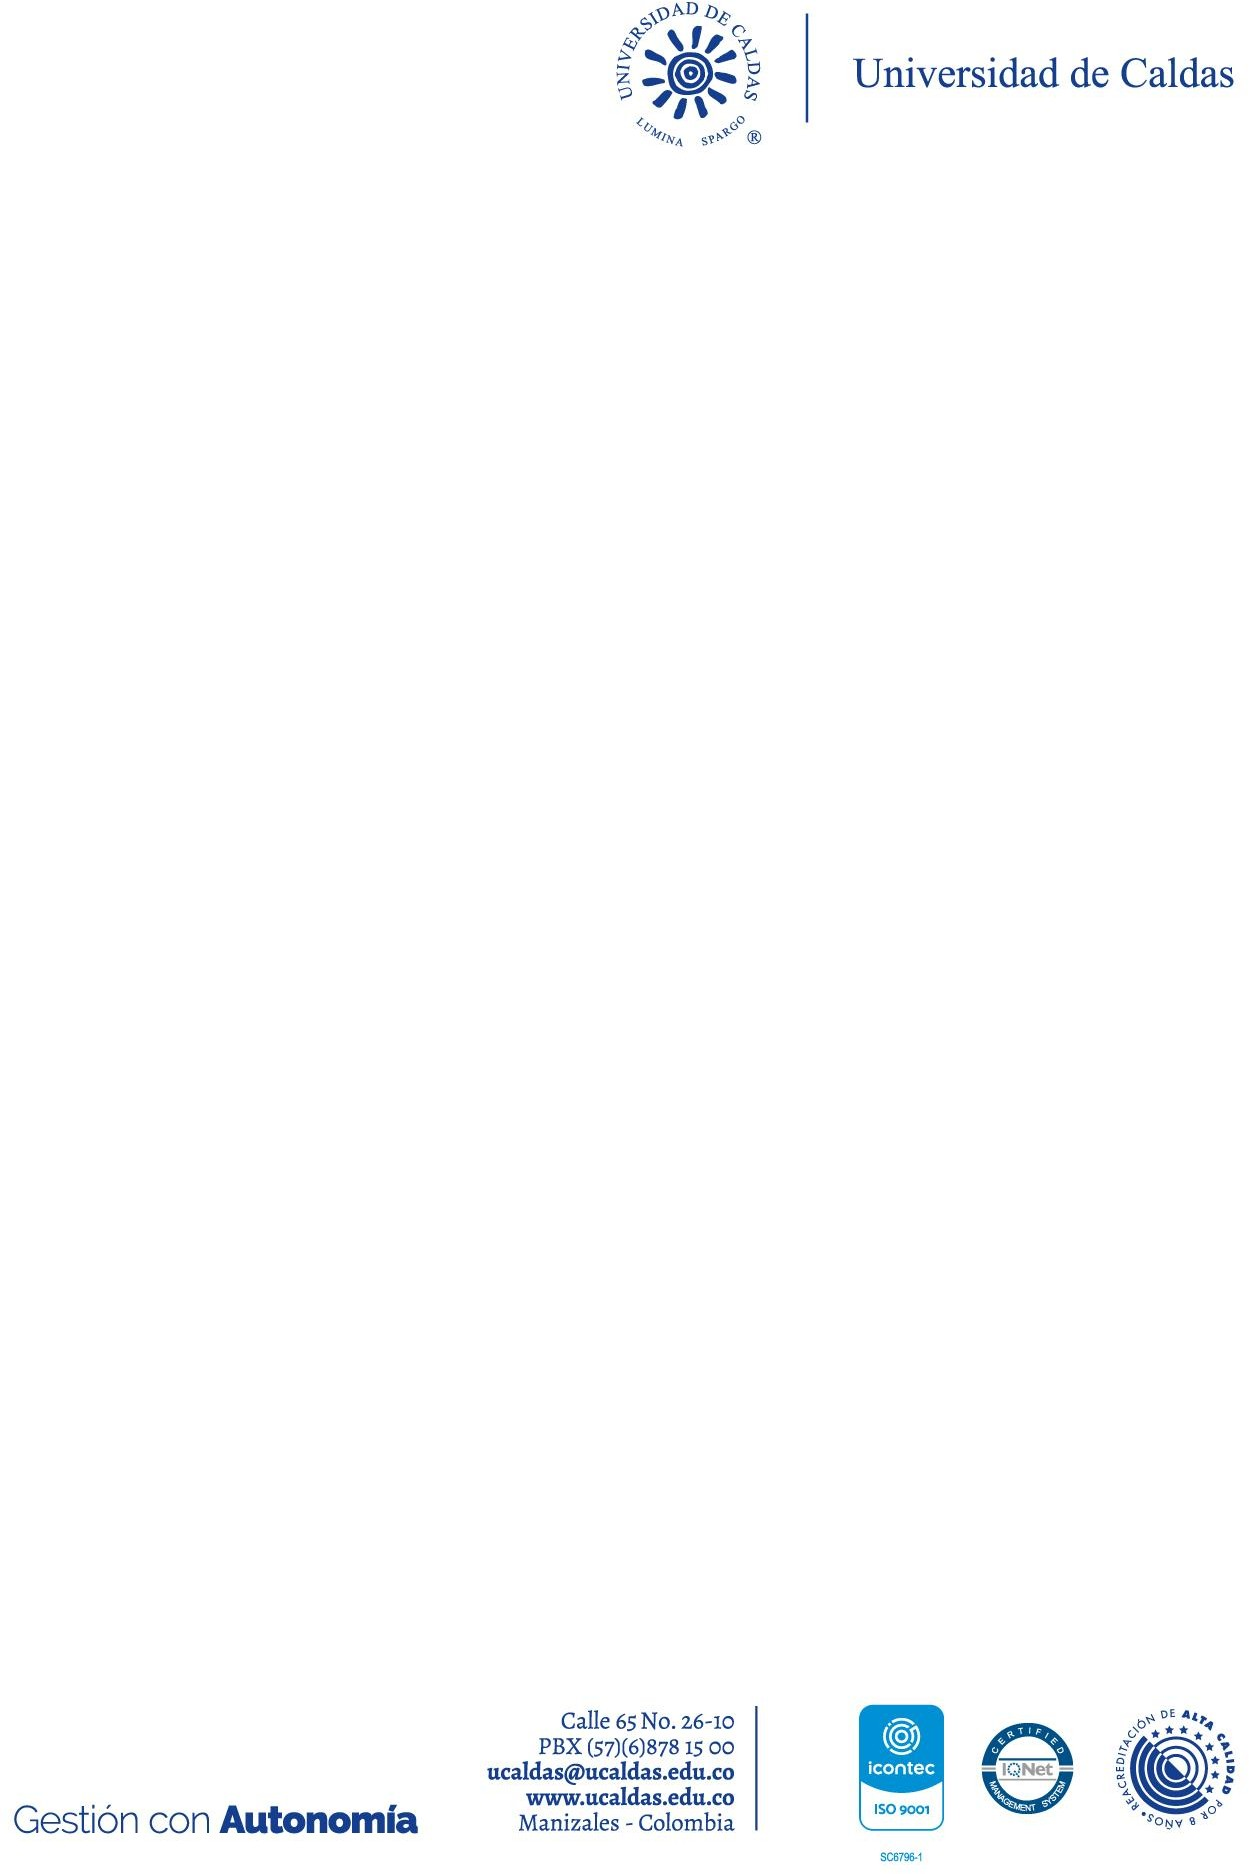 UNIVERSIDAD DE CALDAS
LUMINA SPARGO
®
Universidad de Caldas
Gestión con Autonomía
Calle 65 No. 26-10
PBX (57)(6)878 15 00
ucaldas@ucaldas.edu.co
www.ucaldas.edu.co
Manizales - Colombia
icontec
ISO 9001
SC6796-1
CERTIFIED
IQNet
MANAGEMENT SYSTEM
REACREDITACIÓN DE ALTA CALIDAD POR 8 AÑOS